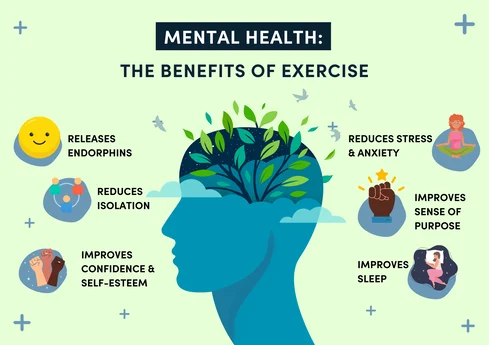 MENTAL HEALTH:
THE BENEFITS OF EXERCISE
RELEASES
ENDORPHINS
REDUCES
ISOLATION
IMPROVES
CONFIDENCE &
SELF-ESTEEM
REDUCES STRESS
& ANXIETY
IMPROVES
SENSE OF
PURPOSE
IMPROVES
SLEEP